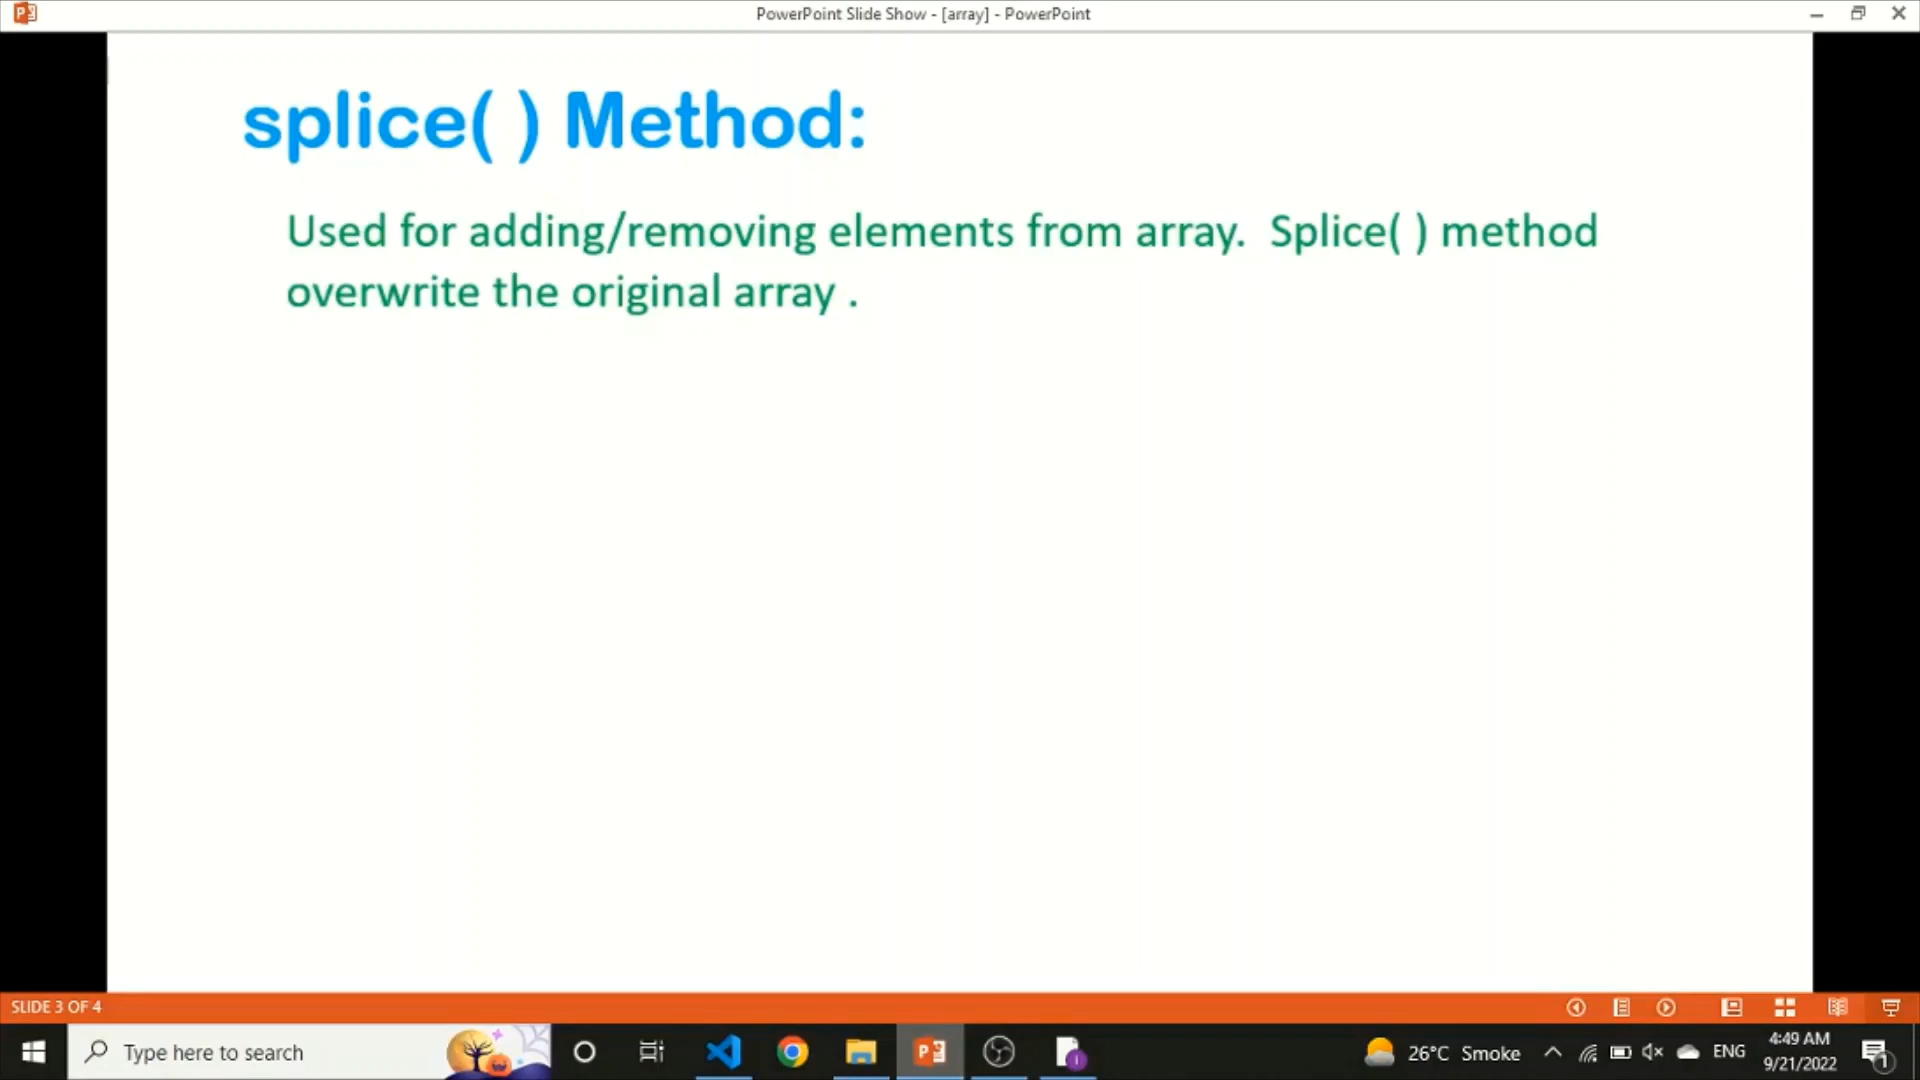 PowerPoint Slide Show - [array] - PowerPoint
splice( ) Method:
Used for adding/removing elements from array.  Splice( ) method
overwrite the original array .
SLIDE 3 OF 4
Type here to search
26°C Smoke
ENG
4:49 AM
9/21/2022
1